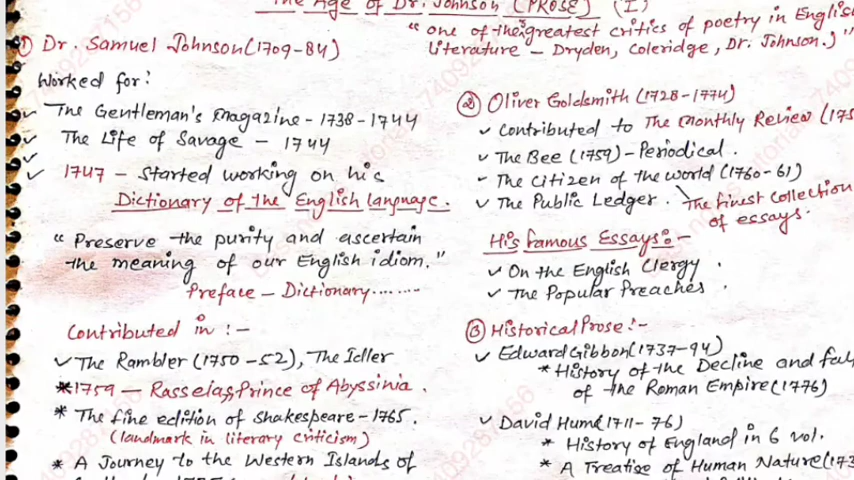 The Age of Dr. Johnson (PROSE) (I)
① Dr. Samuel Johnson (1709-84)
"one of the greatest critics of poetry in English
literature - Dryden, Coleridge, Dr. Johnson.)"
Worked for:
✓ The Gentleman's Magazine - 1738-1744
✓ The Life of Savage - 1744
✓
✓ 1747 - Started working on his
Dictionary of the English language.
"Preserve the purity and ascertain
the meaning of our English idiom."
Preface - Dictionary........
Contributed in :-
✓ The Rambler (1750-52), The Idler
* 1759 - Rasselas, Prince of Abyssinia.
* The fine edition of shakespeare - 1765.
(landmark in literary criticism)
* A Journey to the Western Islands of
② Oliver Goldsmith (1728-1774)
✓ Contributed to The Monthly Review
✓ The Bee (1759) - Periodical.
- The citizen of the world (1760-61)
✓ The Public Ledger. The finest collection
of essays.
His famous Essays:-
✓ On the English Clergy.
✓ The Popular Preaches.
③ Historical Prose :-
✓ Edward Gibbon (1737-94)
* History of the Decline and
of the Roman Empire (1776)
✓ David Hume (1711-76)
* History of England in 6 vol.
* A Treatise of Human Nature